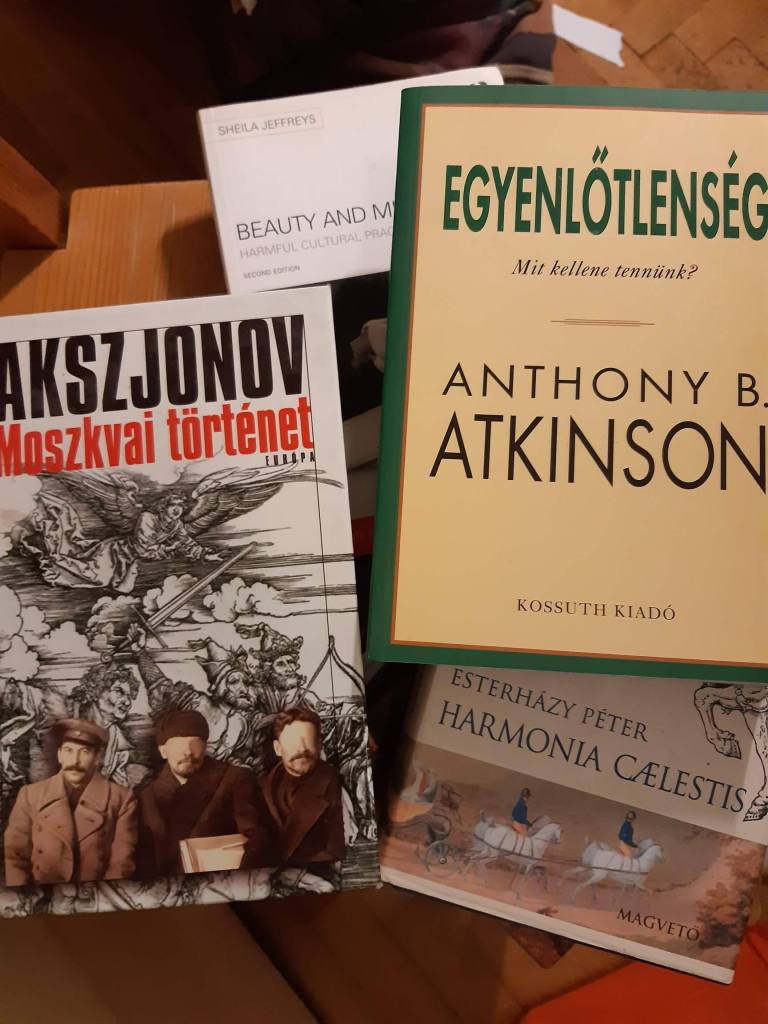 SHEILA JEFFREYS
BEAUTY AND
HARMFUL CULTURAL
SECOND EDITION
EGYENLŐTLENSÉG
Mit kellene tennünk?
ANTHONY B.
ATKINSON
KOSSUTH KIADÓ
AKSZJONOV
Moszkvai történet
EURÓPA
ESTERHÁZY PÉTER
HARMONIA CÆLESTIS
MAGVETŐ